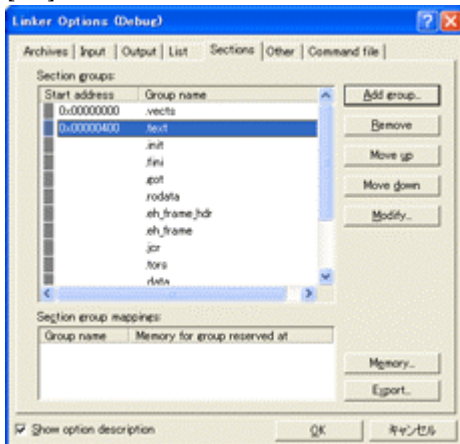 Linker Options (Debug)
Archives Input Output List Sections Other Command file
Section groups:
Start address Group name
0x00000000 .vects
0x00000400 .text
.init
.fini
.got
.rodata
.eh_frame_hdr
.eh_frame
.jcr
.tors
.data
Add group...
Remove
Move up
Move down
Modify...
Section group mappings:
Group name Memory for group reserved at
Memory...
Export...
Show option description
OK
キャンセル